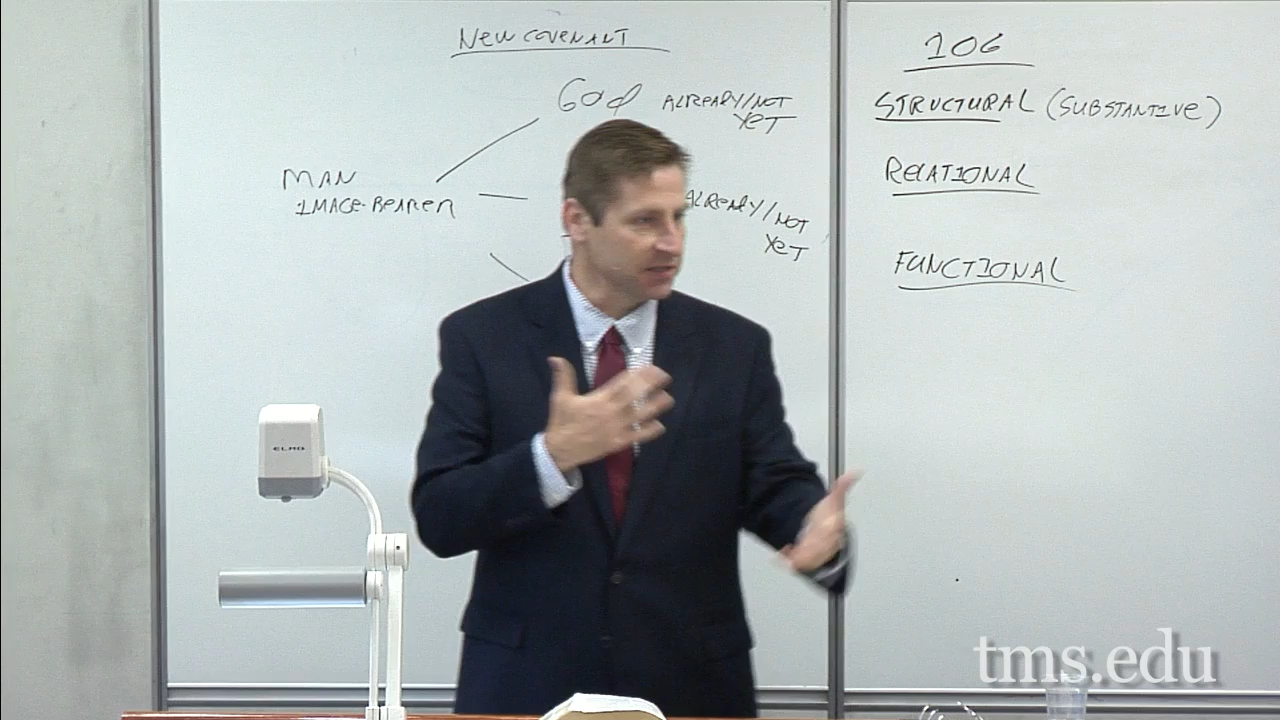 New COVENANT
God ALREADY/NOT
YeT
MAN
IMAGE-BEARER
ALREADY/NOT
YeT
106
STRUCTURAL (SUBSTANTIVE)
RELATIONAL
FUNCTIONAL
ELMO
tms.edu